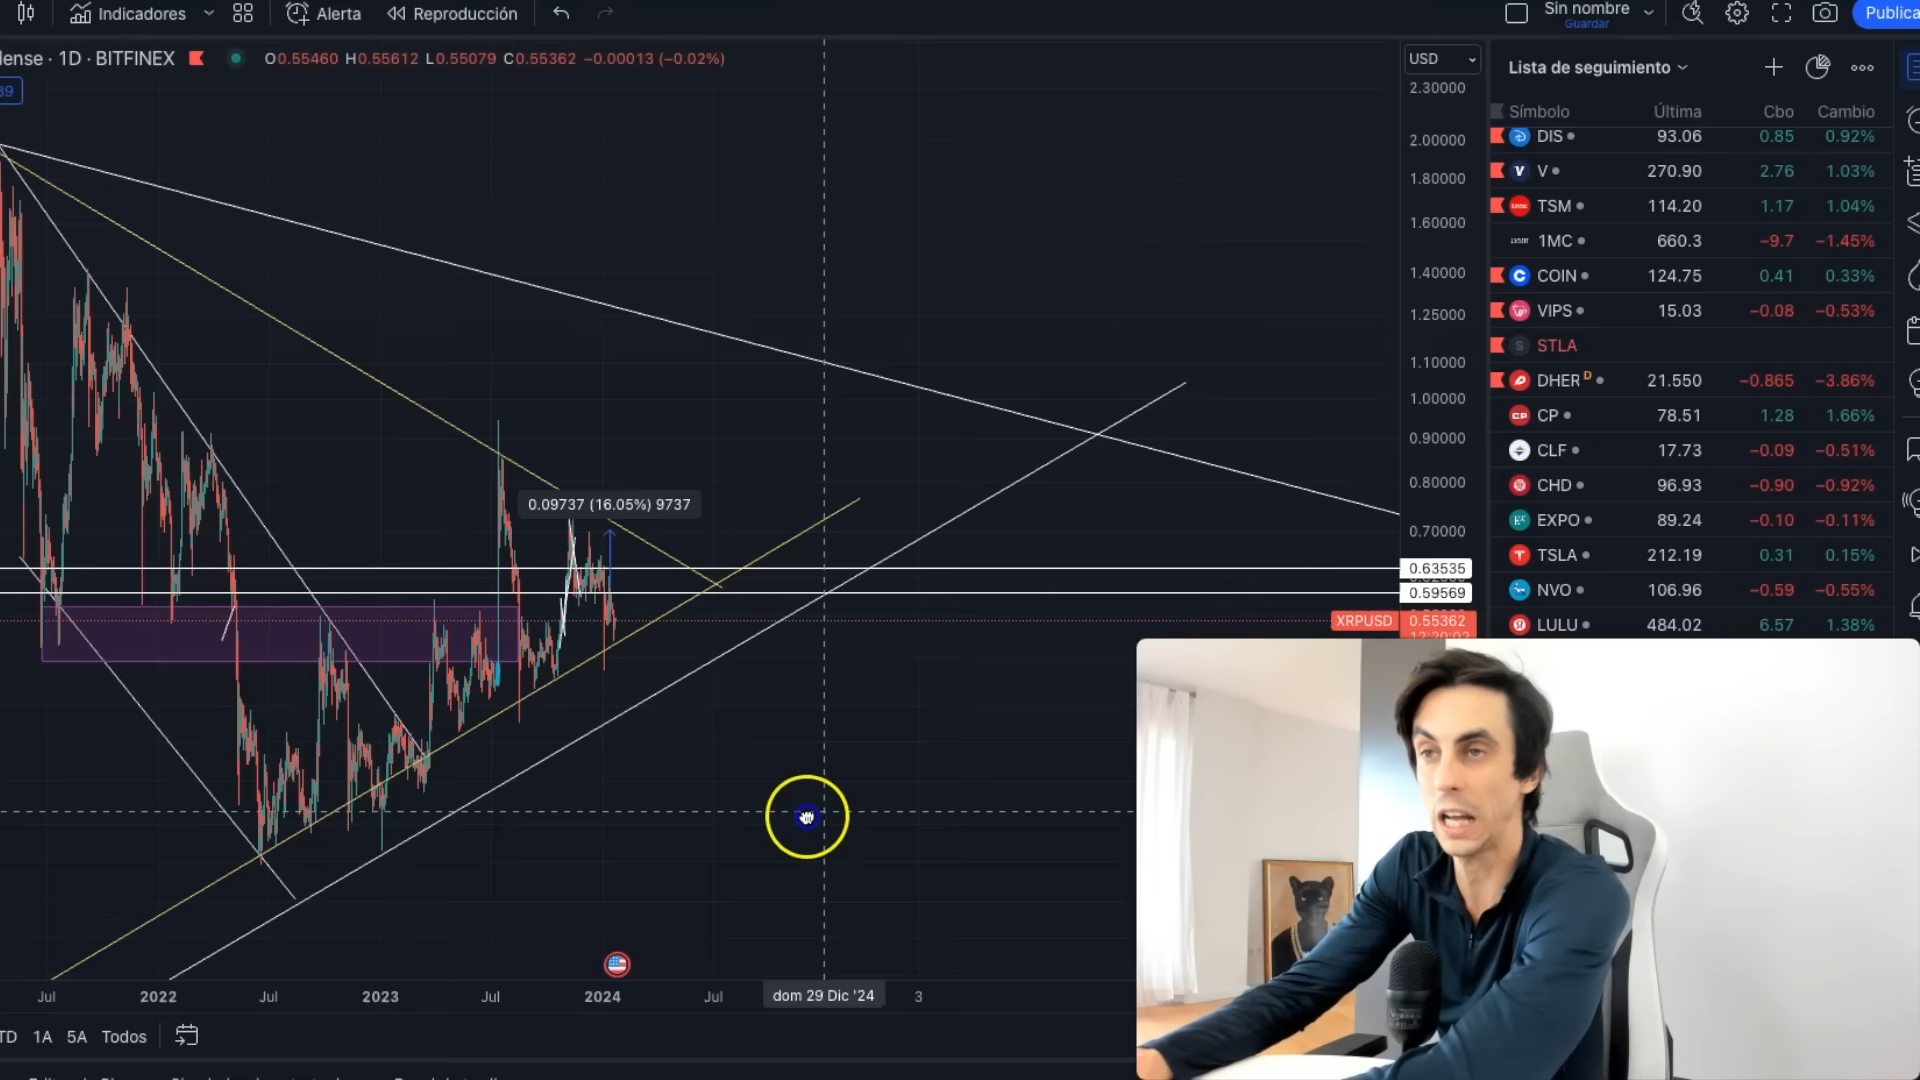 Indicadores
Alerta
Reproducción
Sin nombre
Guardar
Publica
lense · 1D · BITFINEX
O0.55460 H0.55612 L0.55079 C0.55362 −0.00013 (−0.02%)
39
USD
2.30000
2.00000
1.80000
1.60000
1.40000
1.25000
1.10000
1.00000
0.90000
0.80000
0.70000
0.63535
0.59569
XRPUSD 0.55362
0.09737 (16.05%) 9737
Jul
2022
Jul
2023
Jul
2024
Jul
dom 29 Dic '24
3
TD 1A 5A Todos
Lista de seguimiento
Símbolo Última Cbo Cambio
DIS 93.06 0.85 0.92%
V 270.90 2.76 1.03%
TSM 114.20 1.17 1.04%
1MC 660.3 −9.7 −1.45%
COIN 124.75 0.41 0.33%
VIPS 15.03 −0.08 −0.53%
S STLA
DHER D 21.550 −0.865 −3.86%
CP CP 78.51 1.28 1.66%
CLF 17.73 −0.09 −0.51%
CHD 96.93 −0.90 −0.92%
EXPO 89.24 −0.10 −0.11%
TSLA 212.19 0.31 0.15%
NVO 106.96 −0.59 −0.55%
LULU 484.02 6.57 1.38%